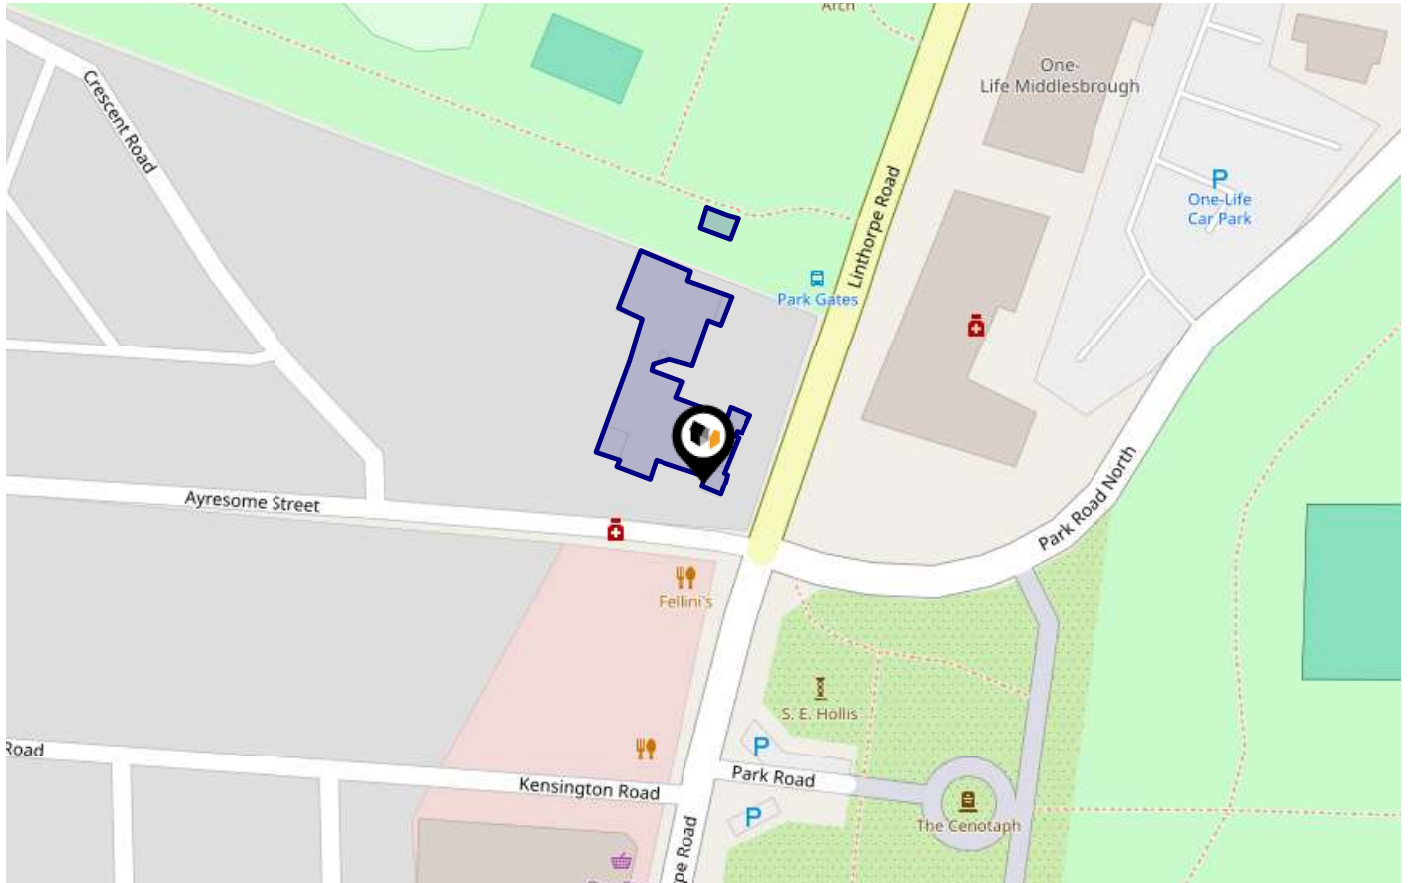 Arch
Crescent Road
One-
Life Middlesbrough
P
One-Life
Car Park
Linthorpe Road
Park Gates
Ayresome Street
Park Road North
Fellini's
S. E. Hollis
P
Road
Kensington Road
Park Road
P
The Cenotaph
pe Road